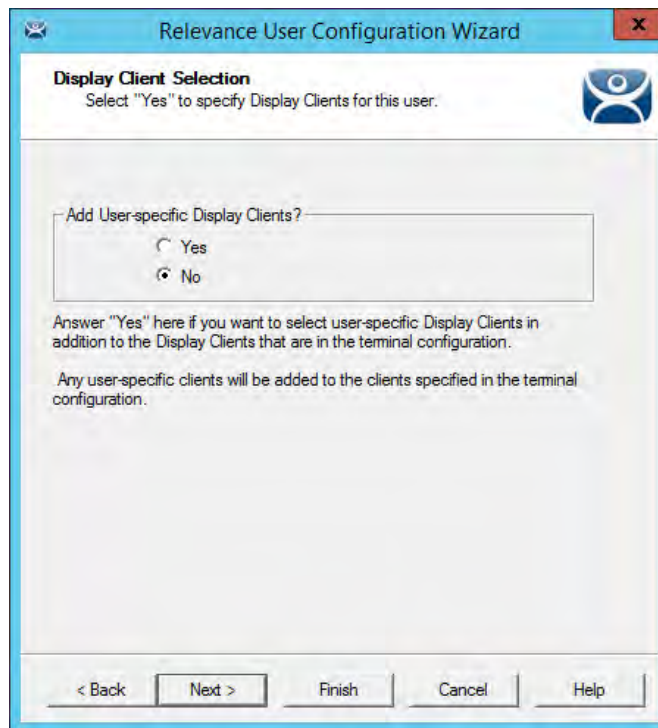 Relevance User Configuration Wizard
x
Display Client Selection
Select "Yes" to specify Display Clients for this user.
Add User-specific Display Clients?
Yes
No
Answer "Yes" here if you want to select user-specific Display Clients in
addition to the Display Clients that are in the terminal configuration.
Any user-specific clients will be added to the clients specified in the terminal
configuration.
< Back Next > Finish Cancel Help